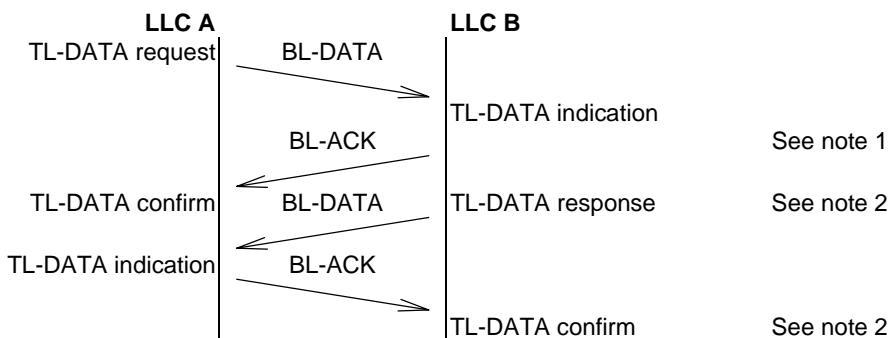 LLC A LLC B
TL-DATA request BL-DATA
TL-DATA indication
BL-ACK See note 1
TL-DATA confirm BL-DATA TL-DATA response See note 2
TL-DATA indication BL-ACK
TL-DATA confirm See note 2